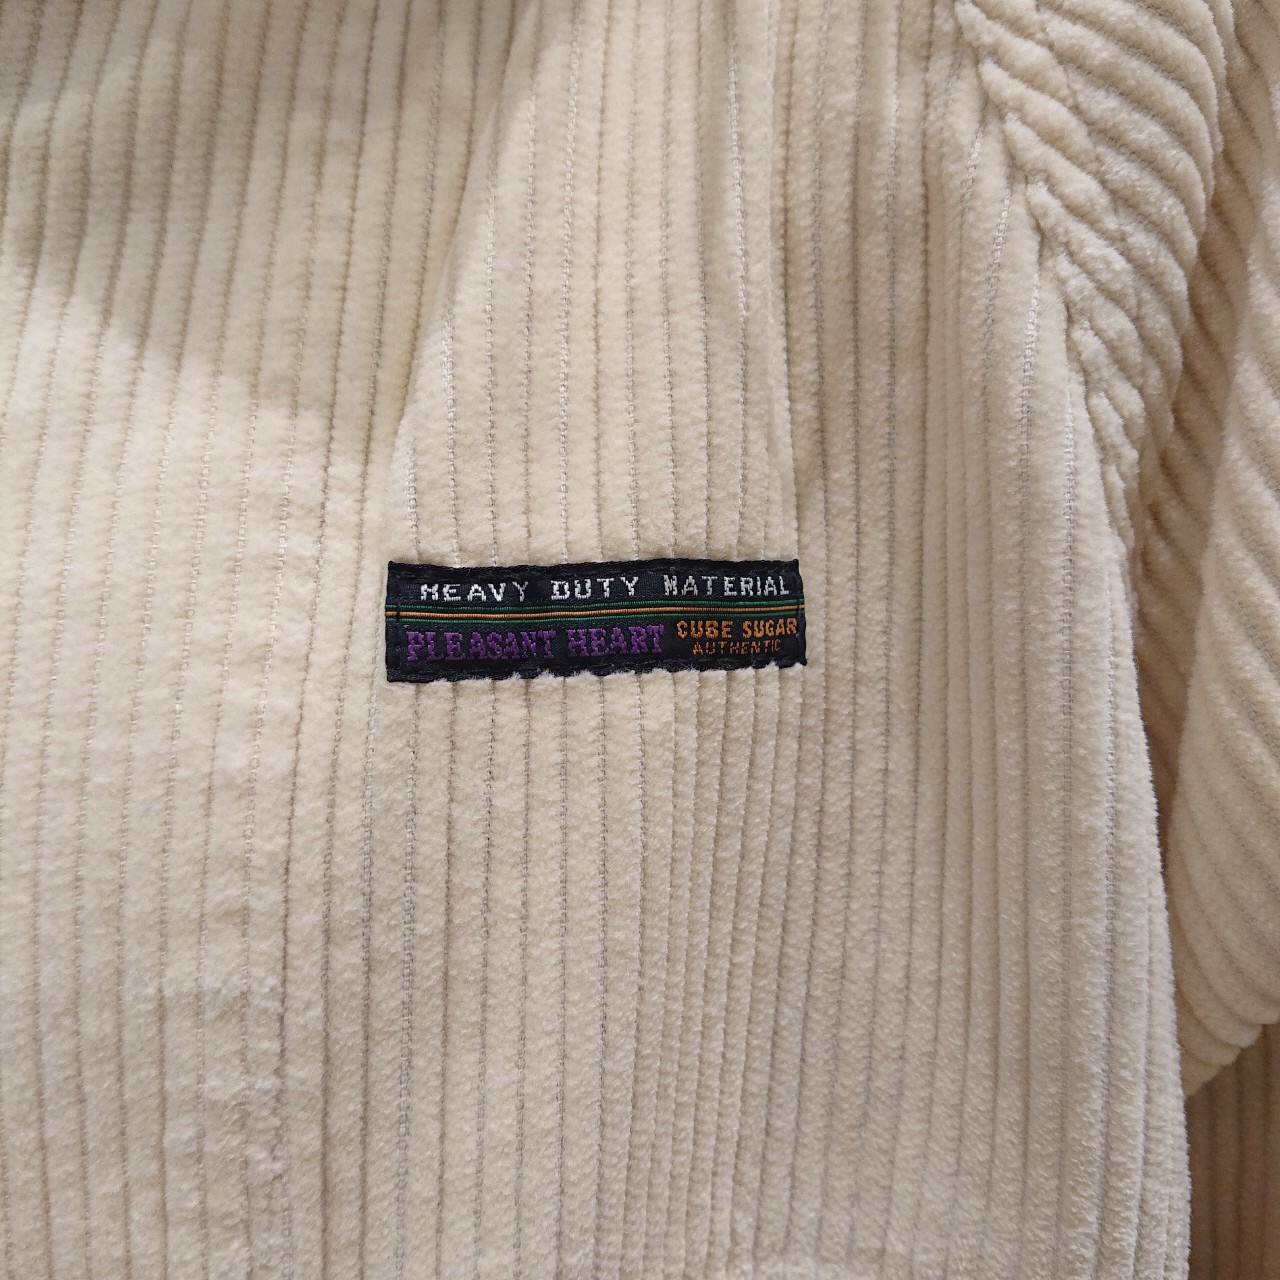 HEAVY DUTY MATERIAL
PLEASANT HEART CUBE SUGAR
AUTHENTIC